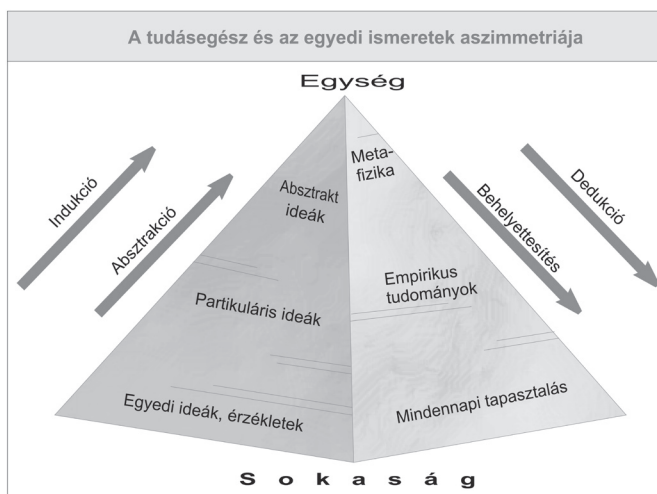 A tudásegész és az egyedi ismeretek aszimmetriája
Egység
Indukció
Absztrakció
Absztrakt
ideák
Partikuláris ideák
Egyedi ideák, érzékletek
Meta-
fizika
Empirikus
tudományok
Mindennapi tapasztalás
Behelyettesítés
Dedukció
Sokaság